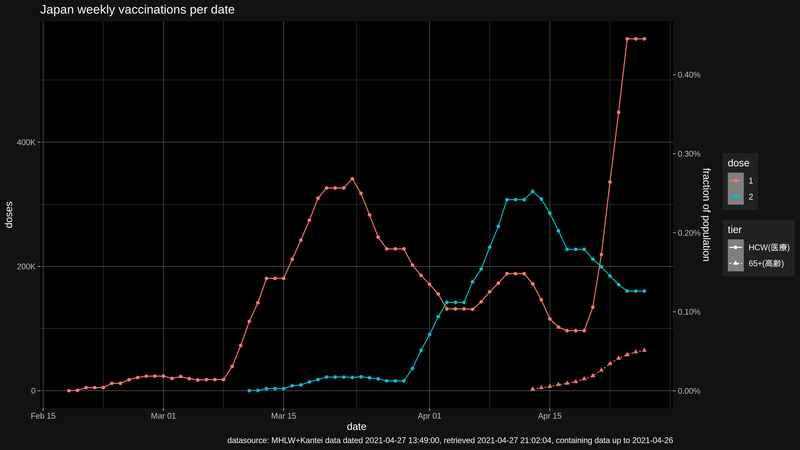 Japan weekly vaccinations per date
doses
400K
200K
0
0.40%
0.30%
0.20%
0.10%
0.00%
fraction of population
Feb 15
Mar 01
Mar 15
Apr 01
Apr 15
date
datasource: MHLW+Kantei data dated 2021-04-27 13:49:00, retrieved 2021-04-27 21:02:04, containing data up to 2021-04-26
dose
1
2
tier
HCW(医療)
65+(高齢)